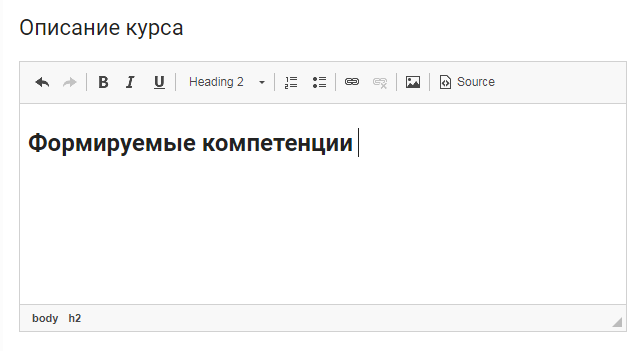 Описание курса
B I U Heading 2 Source
Формируемые компетенции
body h2